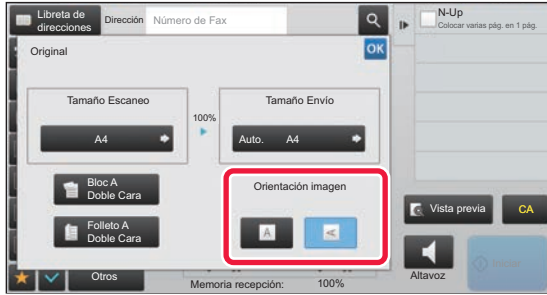 Libreta de
direcciones
Dirección
Número de Fax
N-Up
Colocar varias pág. en 1 pág.
Original
OK
Tamaño Escaneo
100%
Tamaño Envío
A4
Auto. A4
Bloc A
Doble Cara
Orientación imagen
A
A
Folleto A
Doble Cara
Vista previa
CA
Otros
Memoria recepción: 100%
Altavoz